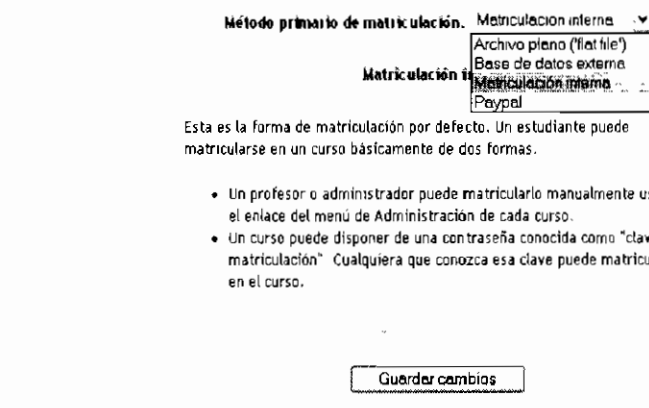 Método primario de matriculación. Matriculación interna
Archivo plano ('flat file')
Base de datos externa
Matriculación
Matriculación interna
Paypal
Esta es la forma de matriculación por defecto. Un estudiante puede
matricularse en un curso básicamente de dos formas.
• Un profesor o administrador puede matricularlo manualmente
el enlace del menú de Administración de cada curso.
• Un curso puede disponer de una contraseña conocida como "clav
matriculación" Cualquiera que conozca esa clave puede matricu
en el curso.
Guardar cambios